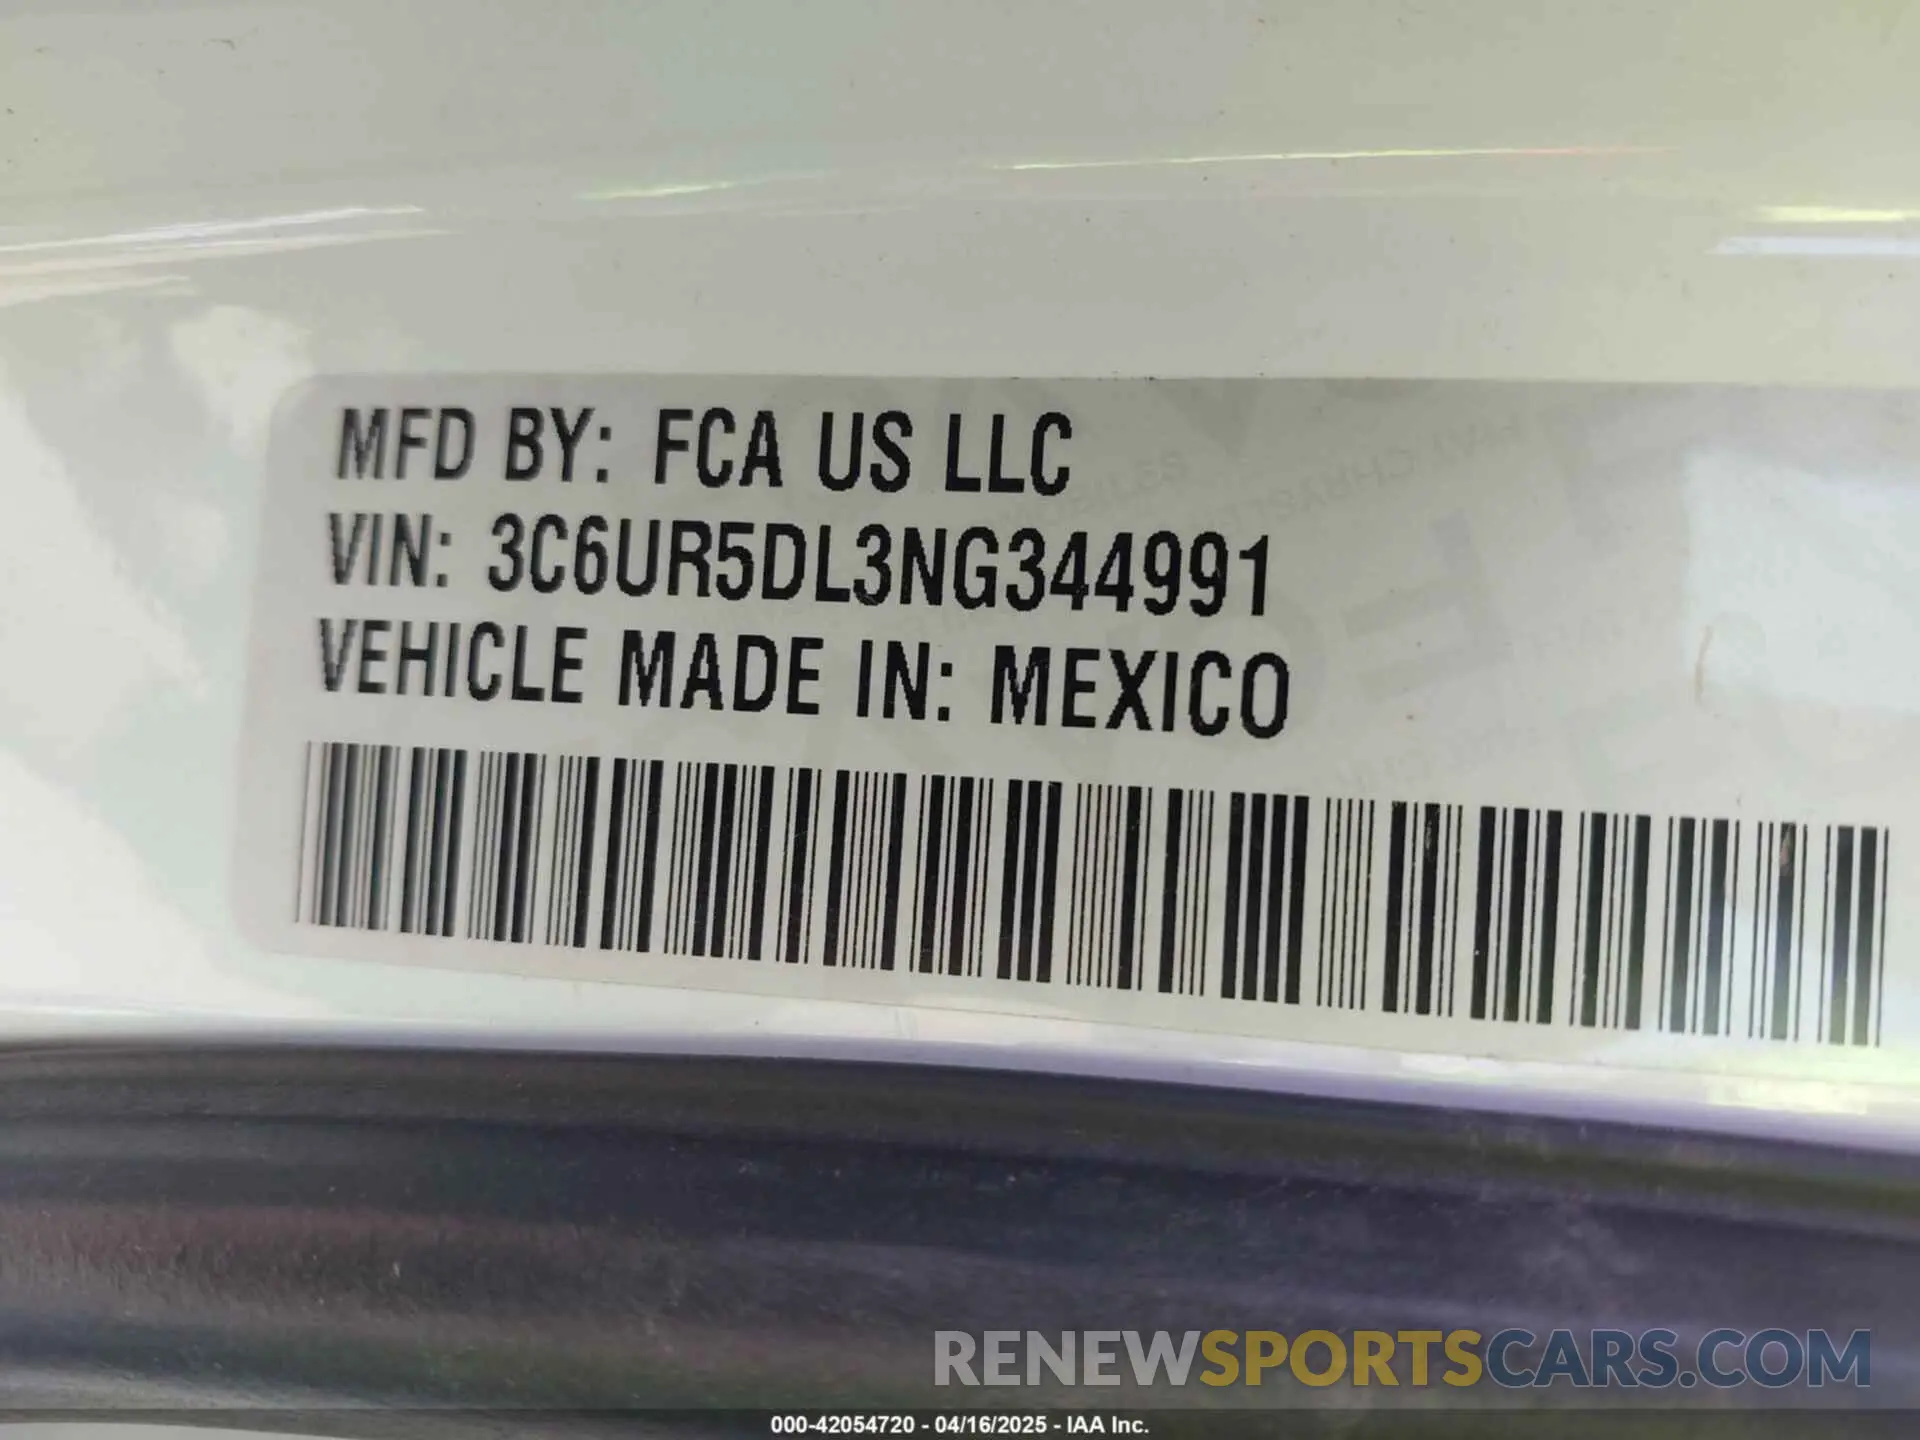 MFD BY: FCA US LLC
VIN: 3C6UR5DL3NG344991
VEHICLE MADE IN: MEXICO
RENEWSPORTSCARS.COM
000-42054720 - 04/16/2025 - IAA Inc.